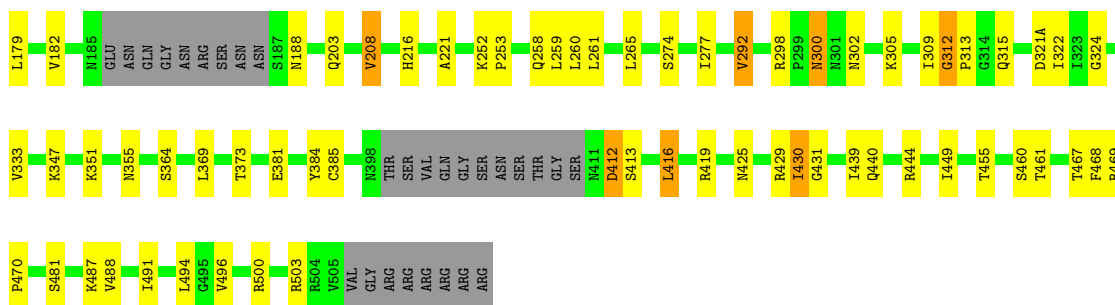 L179 V182 N185 GLU ASN GLN GLY ASN ARG SER ASN ASN S187 N188 Q203 V208 H216 A221 K252 P253 Q258 L259 L260 L261 L265 S274 I277 V292 R298 P299 N300 N301 N302 K305 I309 G312 P313 G314 Q315 D321A I322 I323 G324
V333 K347 K351 N355 S364 L369 T373 E381 Y384 C385 N398 THR SER VAL GLN GLY SER ASN SER THR GLY SER N411 D412 S413 L416 R419 N425 R429 I430 G431 I439 Q440 R444 I449 T455 S460 T461 T467 F468 R469
P470 S481 K487 V488 I491 L494 G495 V496 R500 R503 R504 V505 VAL GLY ARG ARG ARG ARG ARG ARG